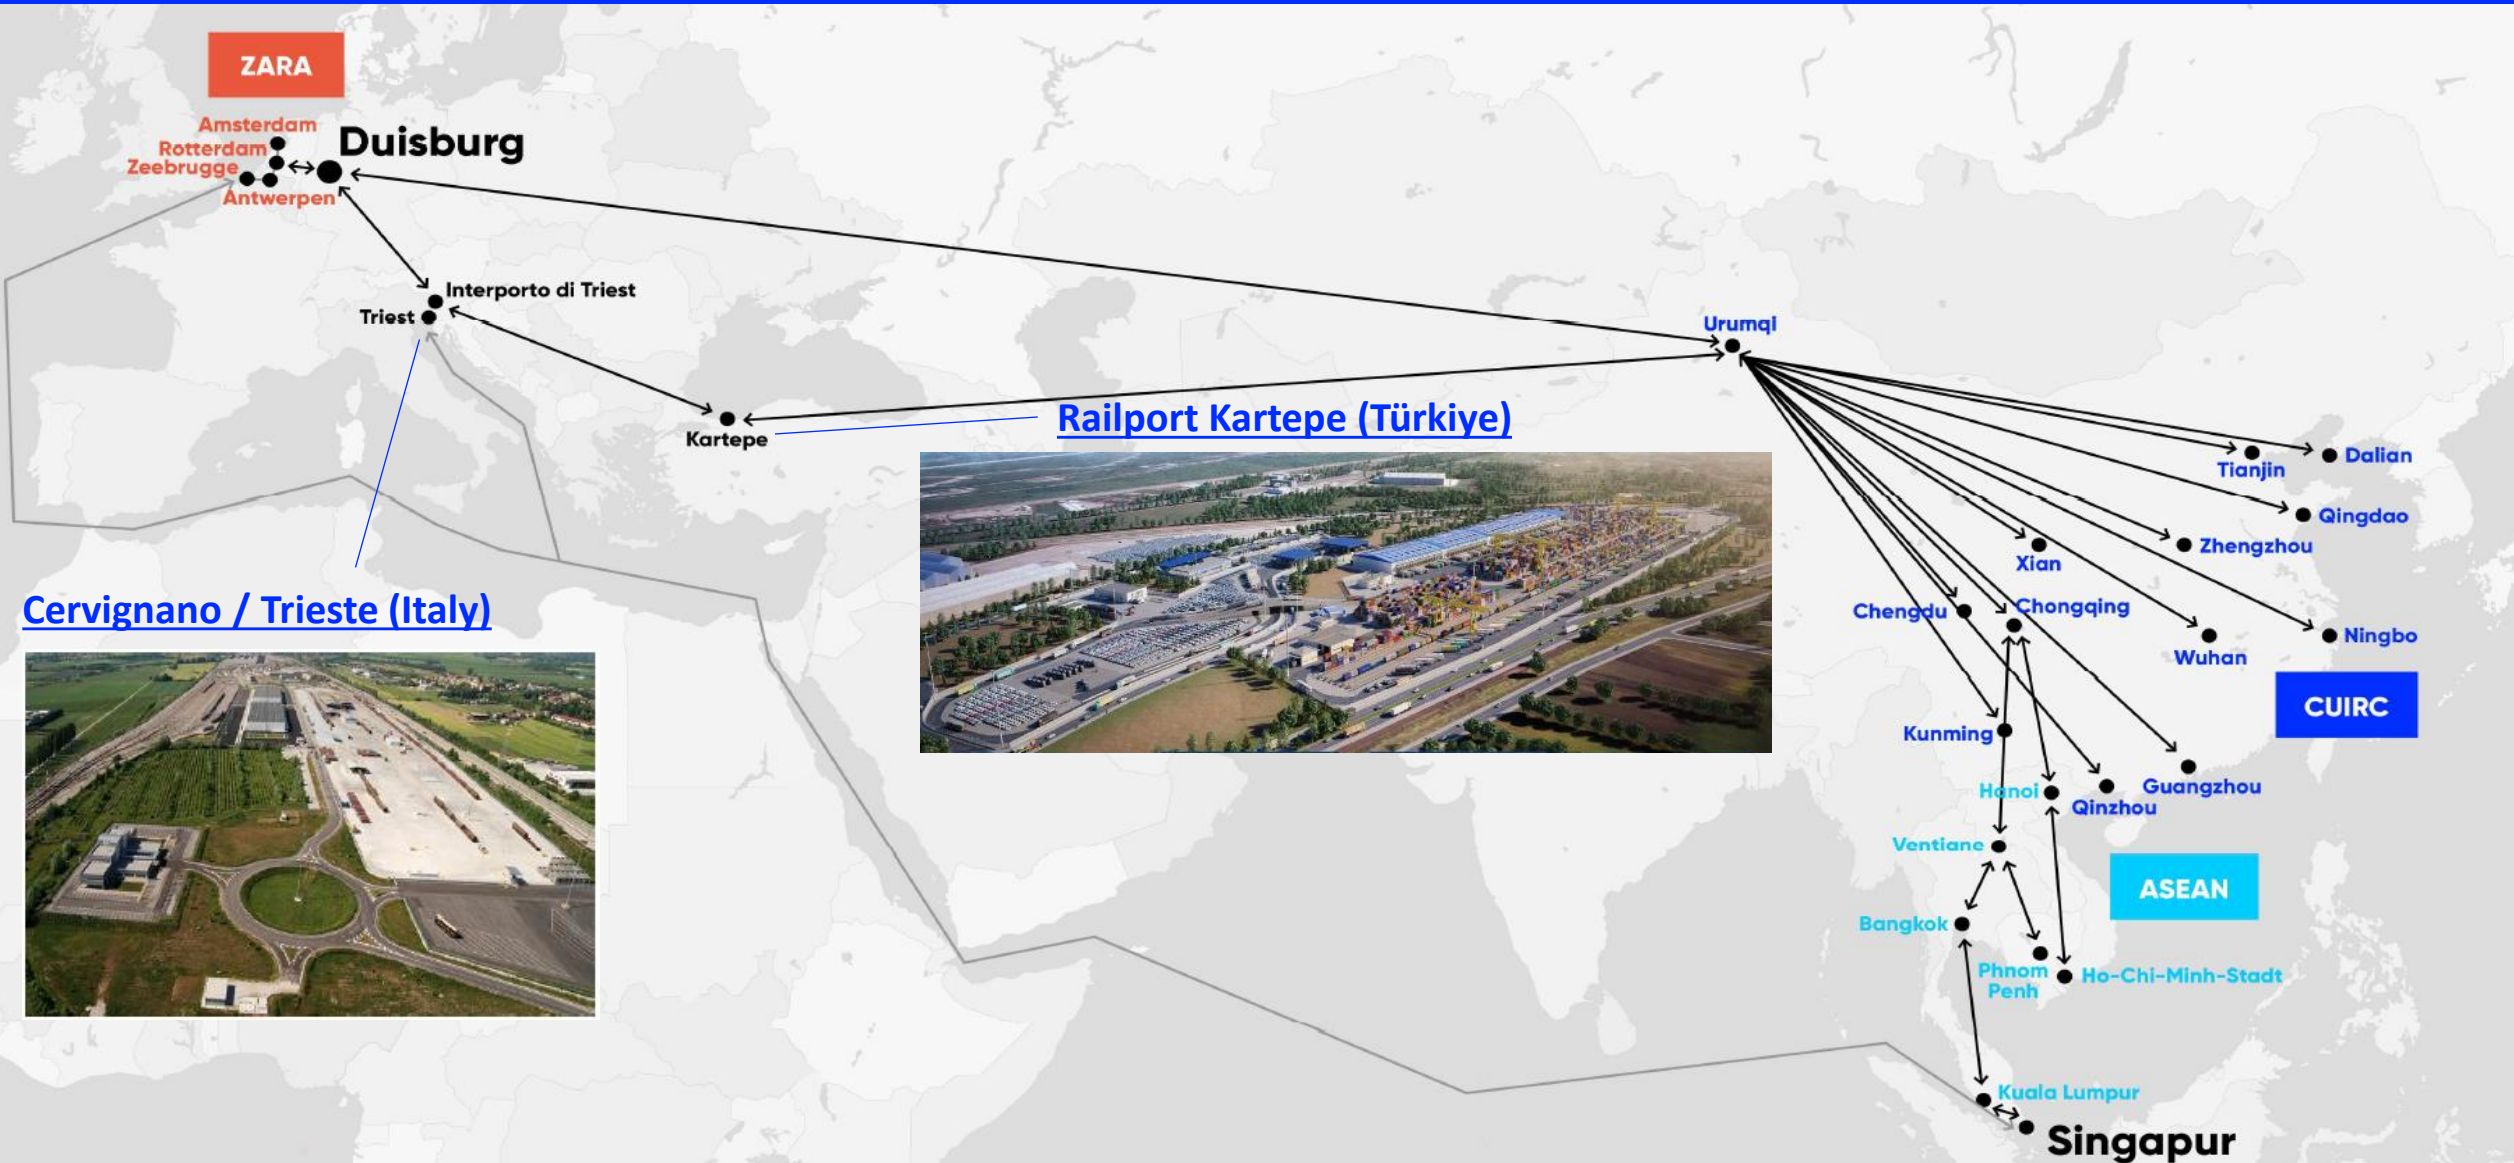 ZARA
Amsterdam
Rotterdam
Zeebrugge
Antwerpen
Duisburg
Interporto di Triest
Triest
Kartepe
Railport Kartepe (Türkiye)
Cervignano / Trieste (Italy)
Urumqi
Tianjin
Dalian
Qingdao
Zhengzhou
Xian
Chengdu
Chongqing
Ningbo
Wuhan
CUIRC
Kunming
Guangzhou
Hanoi
Qinzhou
Ventiane
ASEAN
Bangkok
Phnom
Penh
Ho-Chi-Minh-Stadt
Kuala Lumpur
Singapur